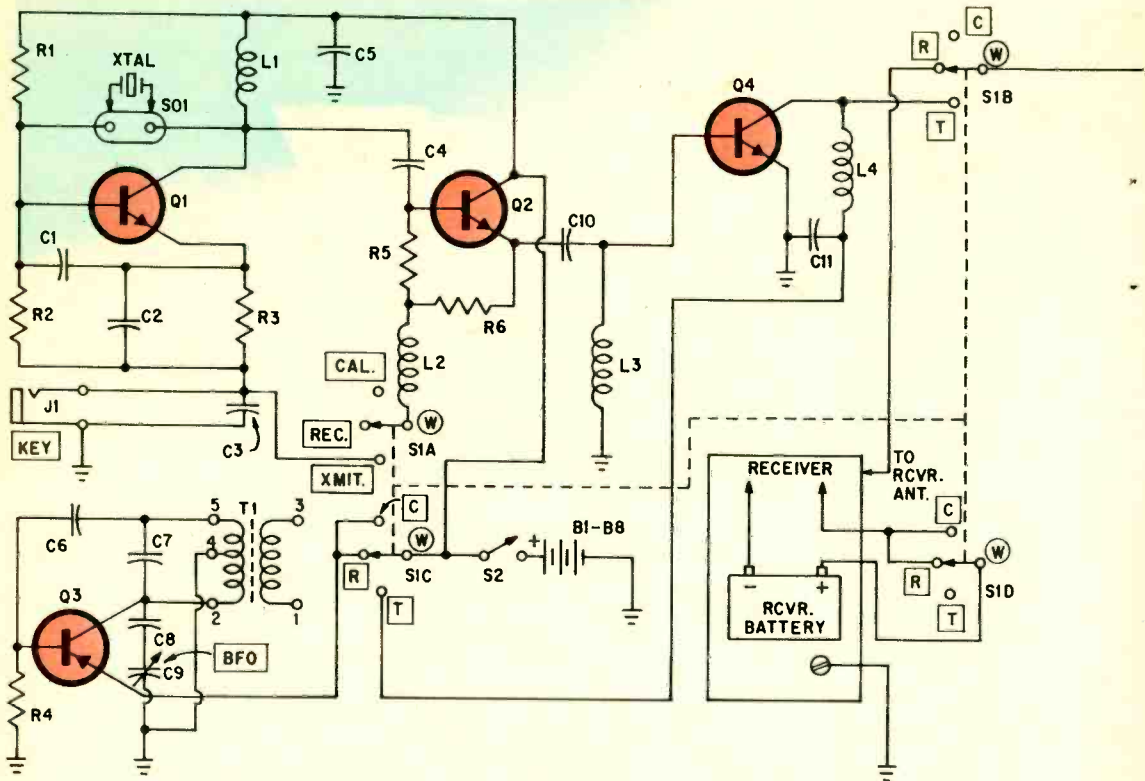 R1
XTAL
SO1
L1
C5
C
R
W
S1B
T
Q4
L4
C11
C4
Q2
C10
R5
R6
Q1
C1
R2
C2
R3
L2
L3
CAL.
W
REC.
S1A
XMIT.
J1
KEY
C3
TO
RCVR.
ANT.
RECEIVER
C
W
R
S1D
T
- +
RCVR.
BATTERY
C
W
R
S1C
S2
+
B1-B8
T
C6
5
T1
3
4
C7
2
1
Q3
C8
C9
BFO
R4